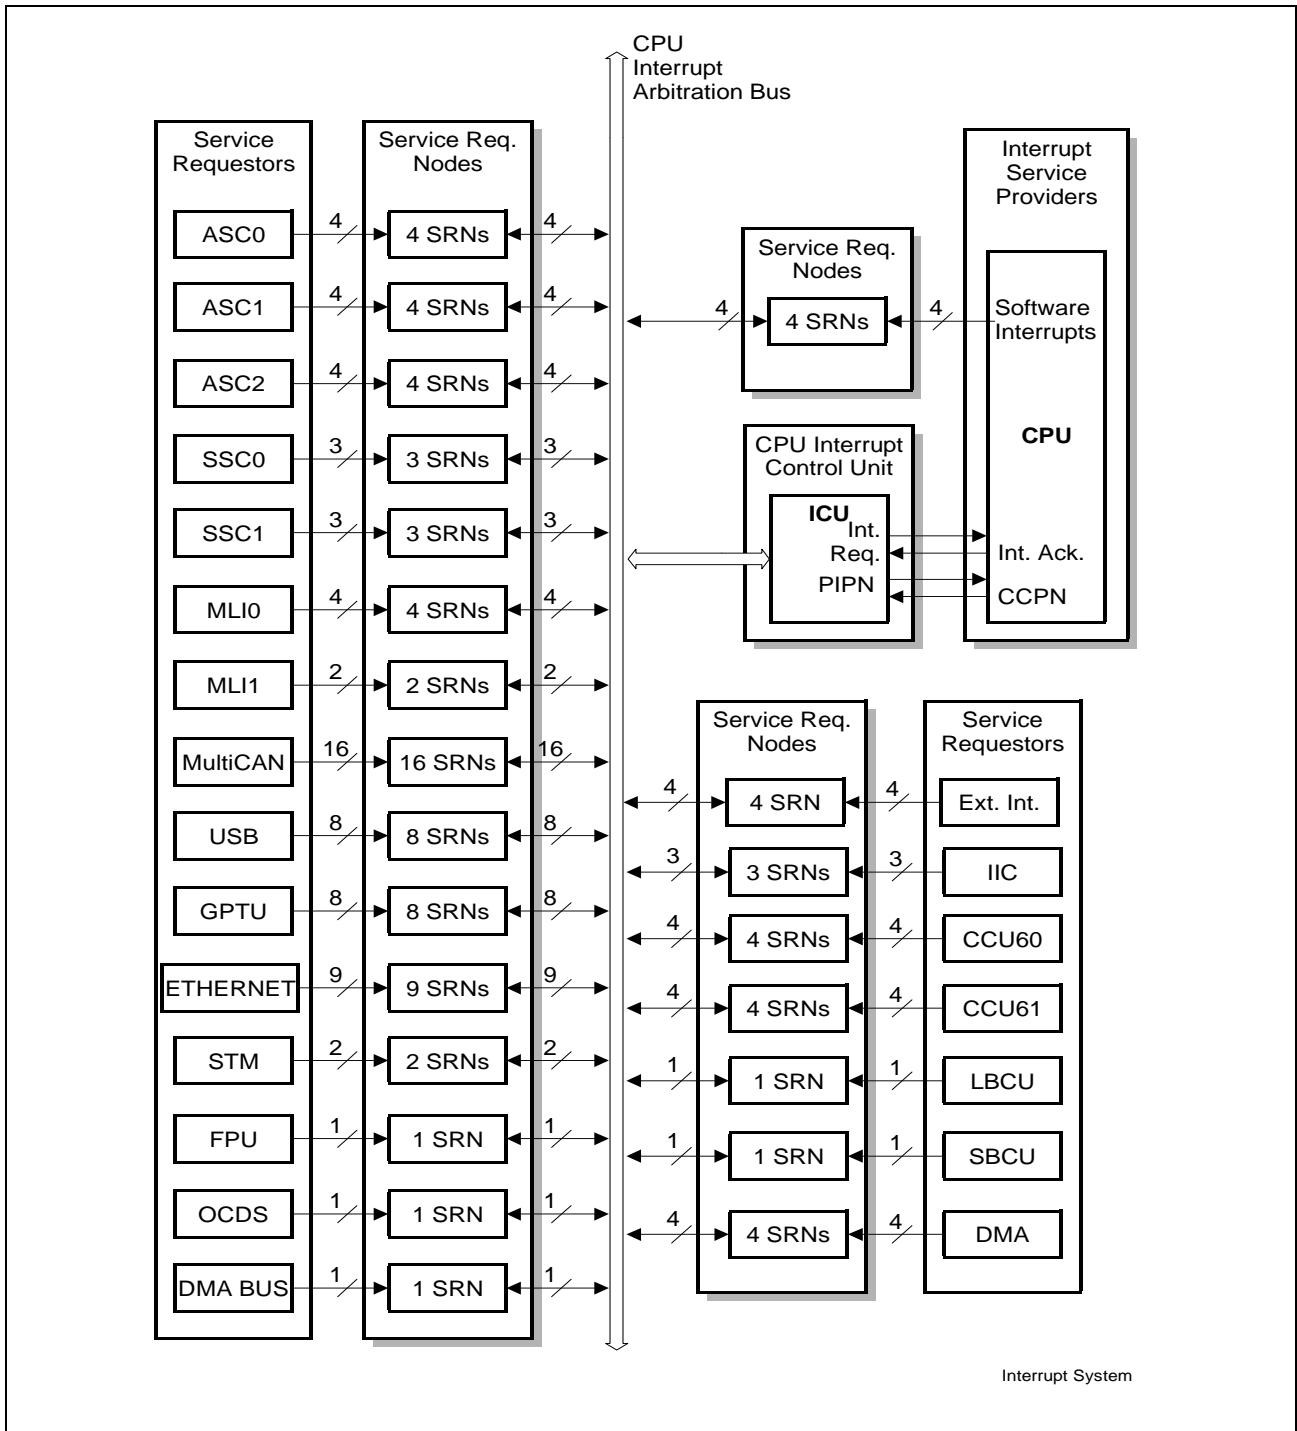 CPU
Interrupt
Arbitration Bus
Service
Requestors
Service Req.
Nodes
ASC0
4
4 SRNs
4
ASC1
4
4 SRNs
4
ASC2
4
4 SRNs
4
SSC0
3
3 SRNs
3
SSC1
3
3 SRNs
3
MLI0
4
4 SRNs
4
MLI1
2
2 SRNs
2
MultiCAN
16
16 SRNs
16
USB
8
8 SRNs
8
GPTU
8
8 SRNs
8
ETHERNET
9
9 SRNs
9
STM
2
2 SRNs
2
FPU
1
1 SRN
1
OCDS
1
1 SRN
1
DMA BUS
1
1 SRN
1
Interrupt
Service
Providers
Service Req.
Nodes
4
4 SRNs
4
Software
Interrupts
CPU
CPU Interrupt
Control Unit
ICU
Int.
Req.
PIPN
Int. Ack.
CCPN
Service Req.
Nodes
Service
Requestors
4
4 SRN
4
Ext. Int.
3
3 SRNs
3
IIC
4
4 SRNs
4
CCU60
4
4 SRNs
4
CCU61
1
1 SRN
1
LBCU
1
1 SRN
1
SBCU
4
4 SRNs
4
DMA
Interrupt System